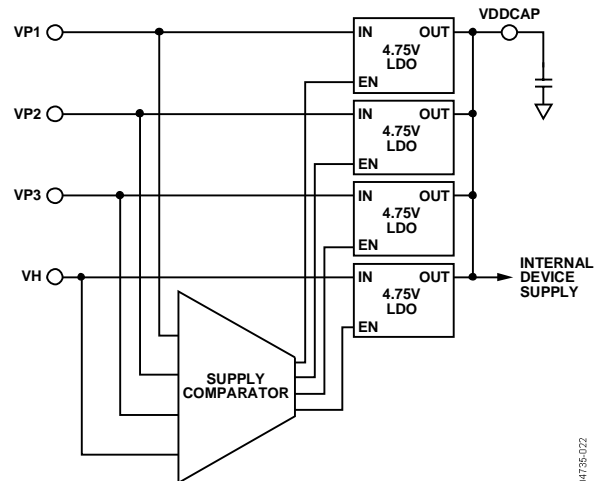 VDDCAP
VP1
IN
OUT
4.75V
LDO
EN
VP2
IN
OUT
4.75V
LDO
EN
VP3
IN
OUT
4.75V
LDO
EN
VH
IN
OUT
4.75V
LDO
EN
INTERNAL
DEVICE
SUPPLY
SUPPLY
COMPARATOR
04735-022